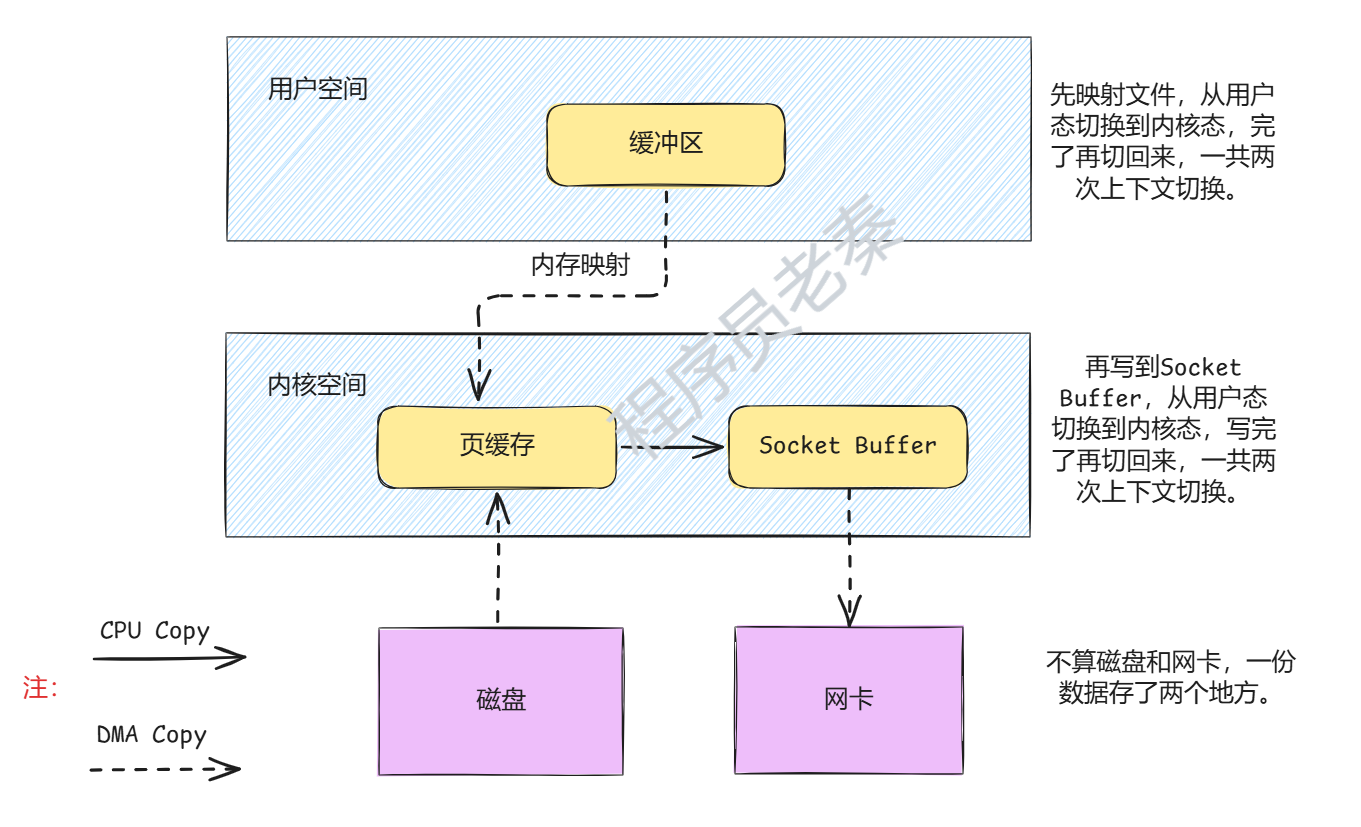 用户空间
缓冲区
先映射文件，从用户
态切换到内核态，完
了再切回来，一共两
次上下文切换。
内存映射
程序员老秦
内核空间
页缓存
Socket Buffer
再写到Socket
Buffer，从用户态
切换到内核态，写完
了再切回来，一共两
次上下文切换。
CPU Copy
注：
DMA Copy
磁盘
网卡
不算磁盘和网卡，一份
数据存了两个地方。